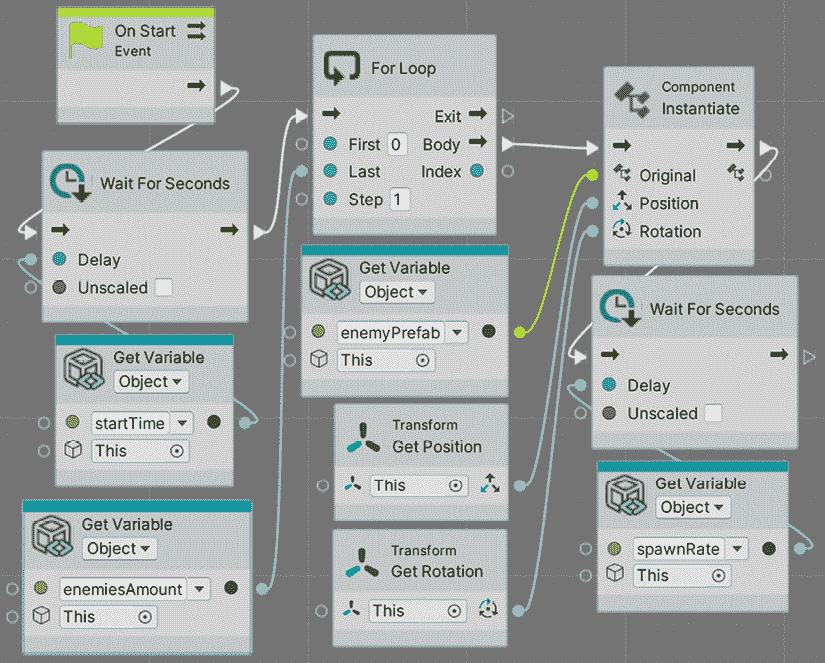 On Start
Event
Wait For Seconds
Delay
Unscaled
Get Variable
Object
startTime
This
Get Variable
Object
enemiesAmount
This
For Loop
Exit
First 0 Body
Last Index
Step 1
Get Variable
Object
enemyPrefab
This
Transform
Get Position
This
Transform
Get Rotation
This
Component
Instantiate
Original
Position
Rotation
Wait For Seconds
Delay
Unscaled
Get Variable
Object
spawnRate
This